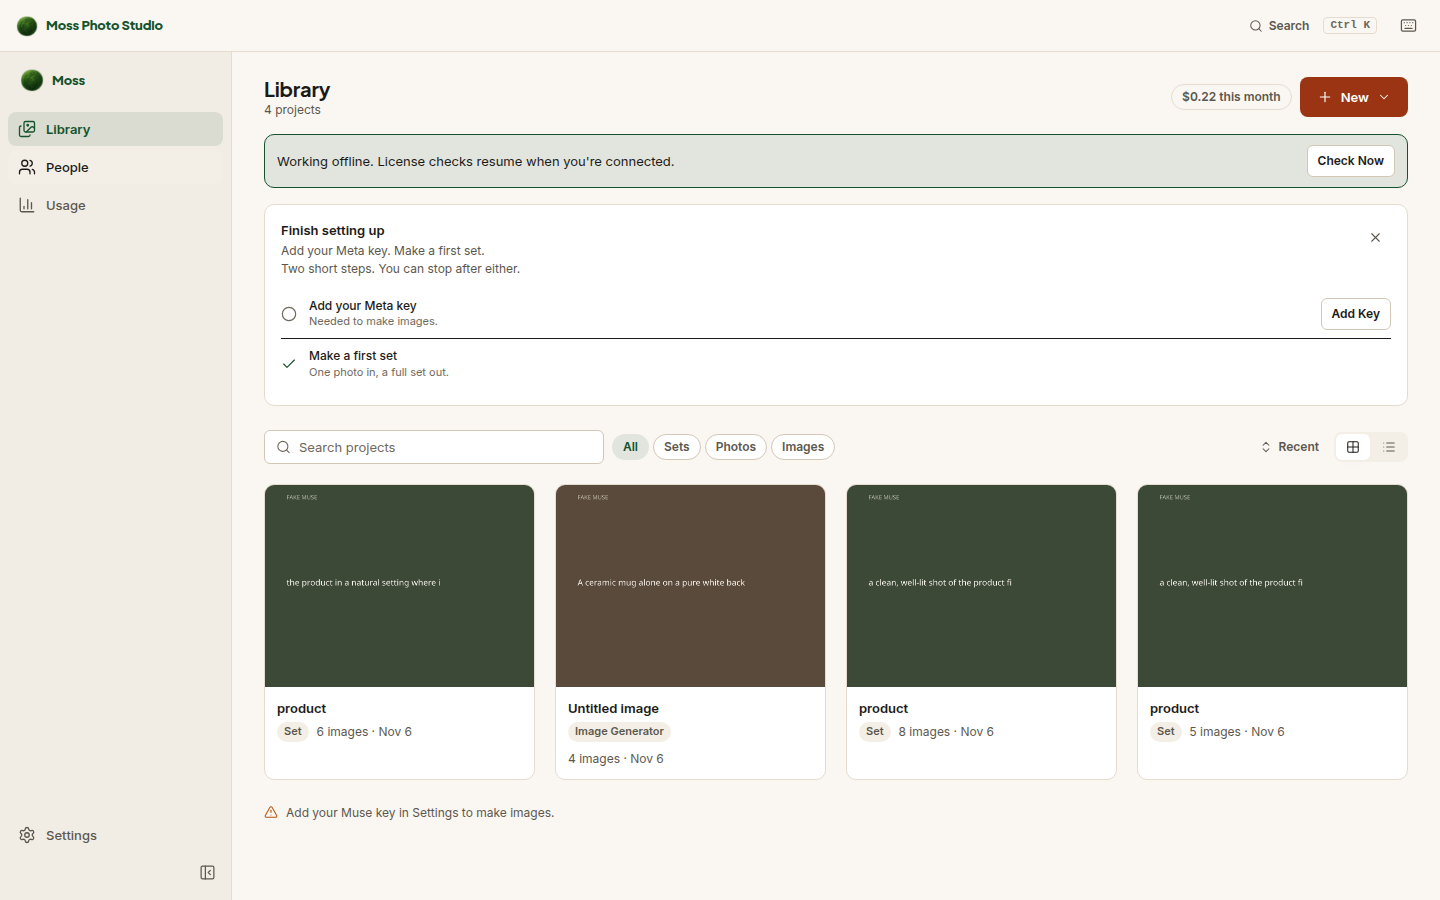 Moss Photo Studio
Search
Ctrl K
Moss
Library
People
Usage
Settings
Library
4 projects
$0.22 this month
New
Working offline. License checks resume when you're connected.
Check Now
Finish setting up
Add your Meta key. Make a first set.
Two short steps. You can stop after either.
Add your Meta key
Needed to make images.
Add Key
Make a first set
One photo in, a full set out.
Search projects
All
Sets
Photos
Images
Recent
FAKE MUSE
the product in a natural setting where i
product
Set
6 images · Nov 6
FAKE MUSE
A ceramic mug alone on a pure white back
Untitled image
Image Generator
4 images · Nov 6
FAKE MUSE
a clean, well-lit shot of the product fi
product
Set
8 images · Nov 6
FAKE MUSE
a clean, well-lit shot of the product fi
product
Set
5 images · Nov 6
Add your Muse key in Settings to make images.